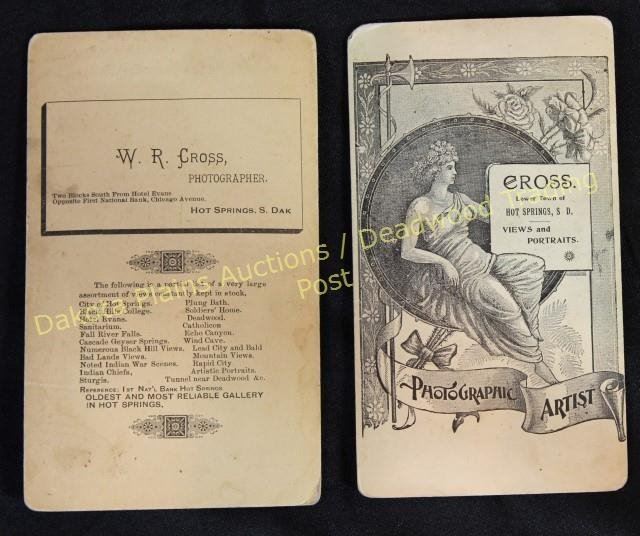 W. R. CROSS,
PHOTOGRAPHER.
Two Blocks South From Hotel Evans
Opposite First National Bank, Chicago Avenue.
HOT SPRINGS, S. DAK
The following is a partial list of a very large
assortment of views constantly kept in stock,
City of Hot Springs. Plung Bath.
Black Hills College. Soldiers' Home.
Hotel Evans. Deadwood.
Sanitarium. Catholicon
Fall River Falls. Echo Canyon.
Cascade Geyser Springs. Wind Cave.
Numerous Black Hill Views. Lead City and Bald
Bad Lands Views. Mountain Views.
Noted Indian War Scenes. Rapid City
Indian Chiefs, Artistic Portraits.
Sturgis. Tunnel near Deadwood &c.
REFERENCE: 1ST NAT'L BANK HOT SPRINGS
OLDEST AND MOST RELIABLE GALLERY
IN HOT SPRINGS,
CROSS.
Lower Town of
HOT SPRINGS, S D.
VIEWS and
PORTRAITS.
PHOTOGRAPHIC
ARTIST
Dakota Plains Auctions / Deadwood Trading
Post